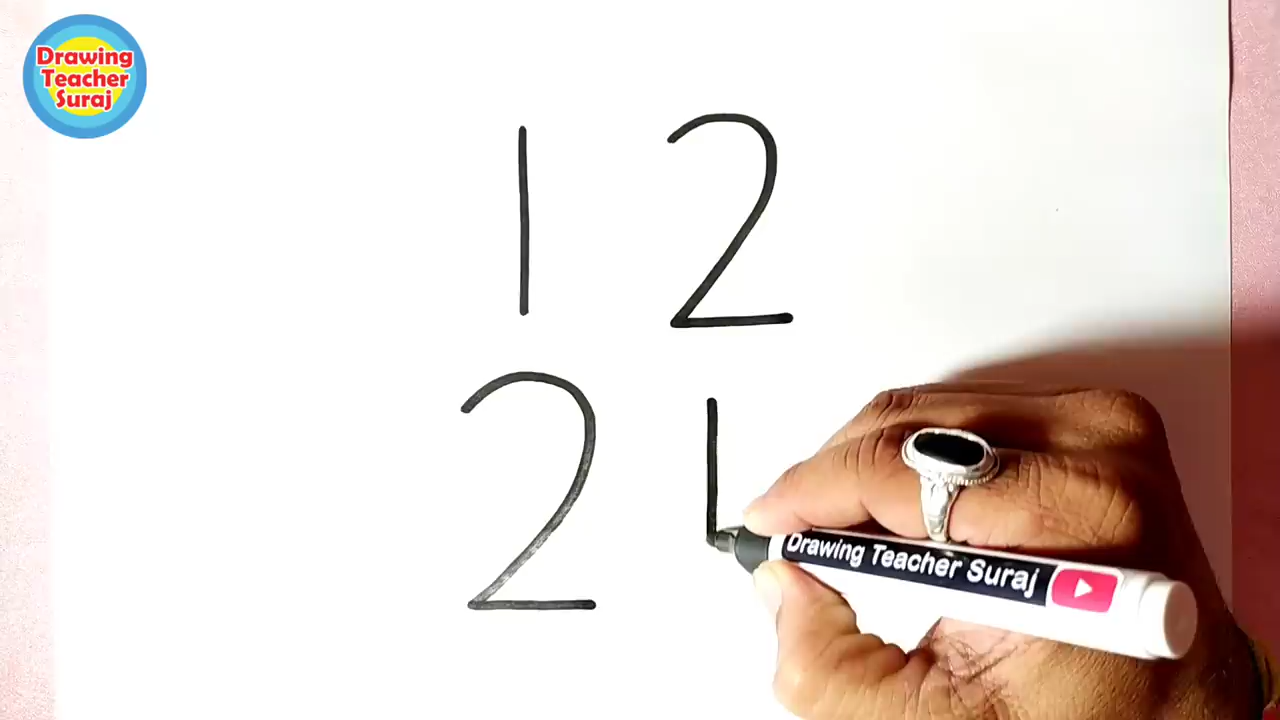 Drawing
Teacher
Suraj
1 2
2 1
Drawing Teacher Suraj